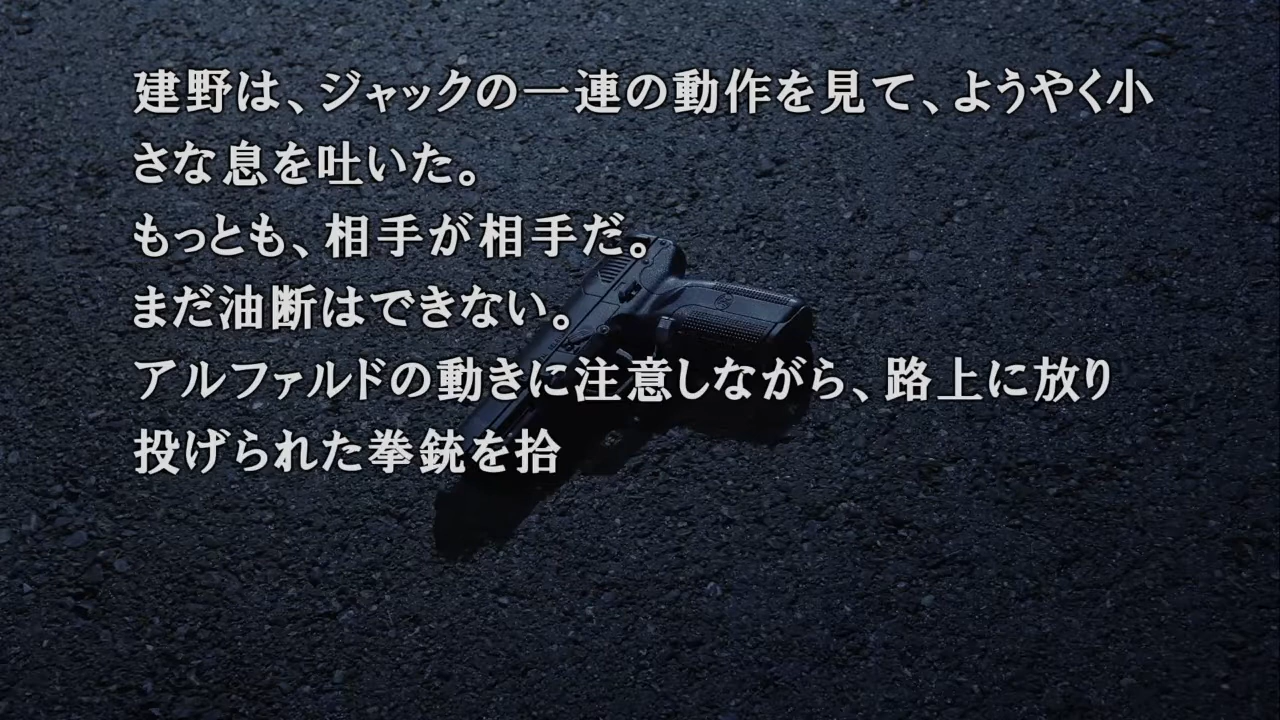 建野は、ジャックの一連の動作を見て、ようやく小
さな息を吐いた。
もっとも、相手が相手だ。
まだ油断はできない。
アルファルドの動きに注意しながら、路上に放り
投げられた拳銃を拾